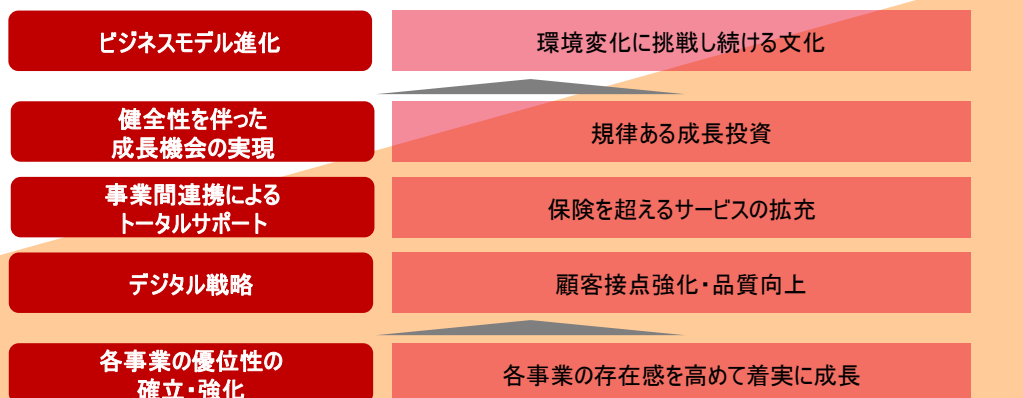 ビジネスモデル進化
環境変化に挑戦し続ける文化
健全性を伴った
成長機会の実現
規律ある成長投資
事業間連携による
トータルサポート
保険を超えるサービスの拡充
デジタル戦略
顧客接点強化・品質向上
各事業の優位性の
確立・強化
各事業の存在感を高めて着実に成長